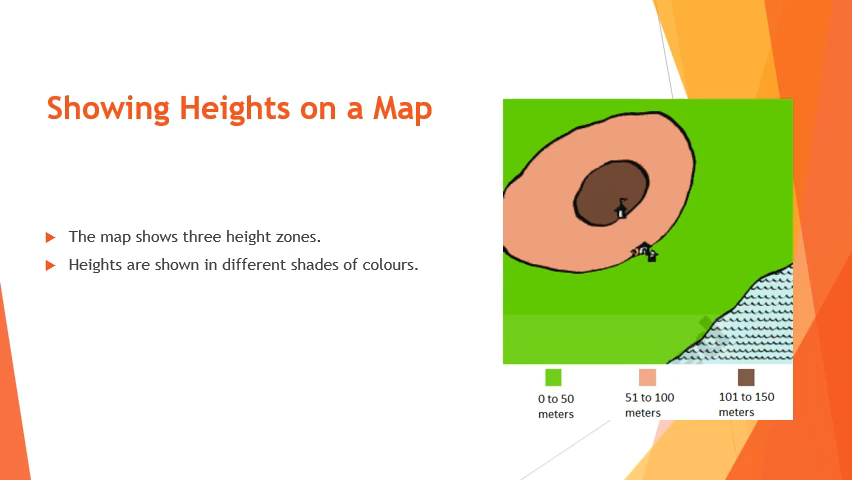 Showing Heights on a Map
The map shows three height zones.
Heights are shown in different shades of colours.
0 to 50
meters
51 to 100
meters
101 to 150
meters